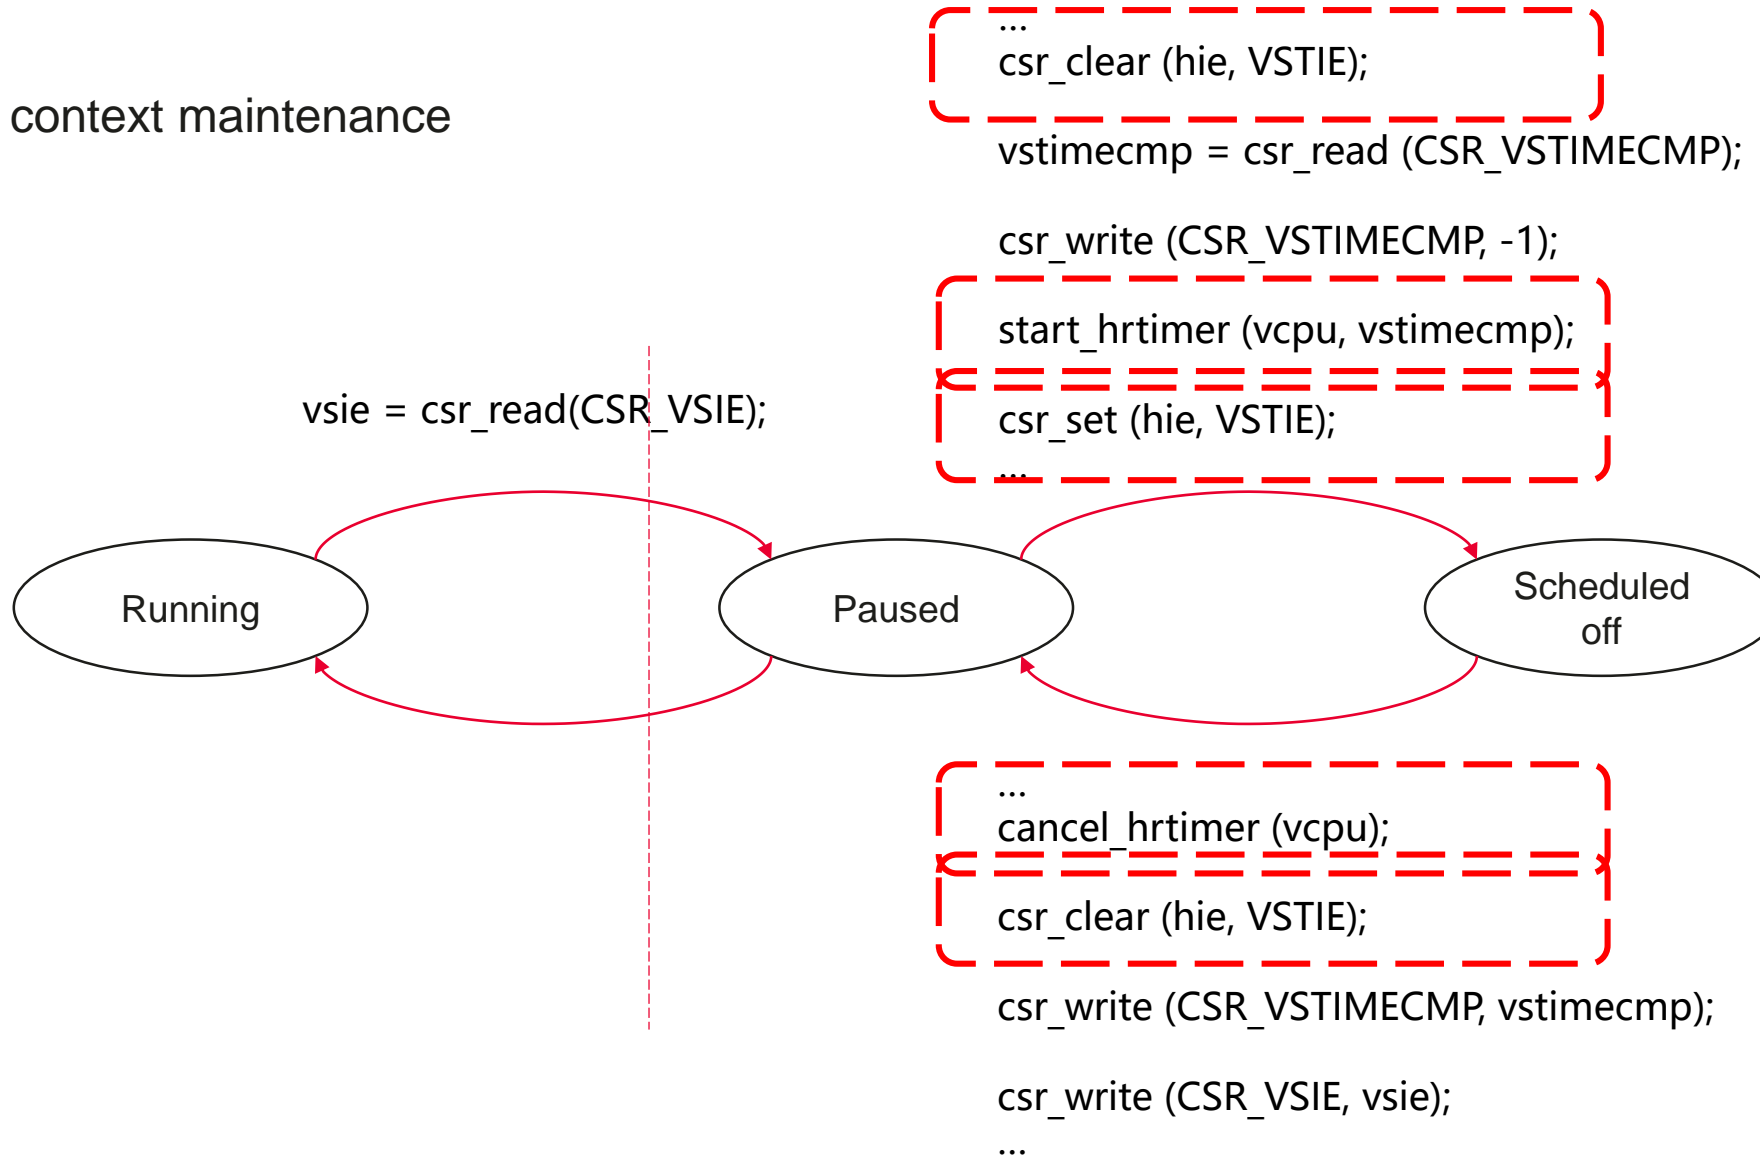 ...
csr_clear (hie, VSTIE);
context maintenance
vstimecmp = csr_read (CSR_VSTIMECMP);
csr_write (CSR_VSTIMECMP, -1);
start_hrtimer (vcpu, vstimecmp);
vsie = csr_read(CSR_VSIE);
csr_set (hie, VSTIE);
...
Running
Paused
Scheduled
off
...
cancel_hrtimer (vcpu);
csr_clear (hie, VSTIE);
csr_write (CSR_VSTIMECMP, vstimecmp);
csr_write (CSR_VSIE, vsie);
...